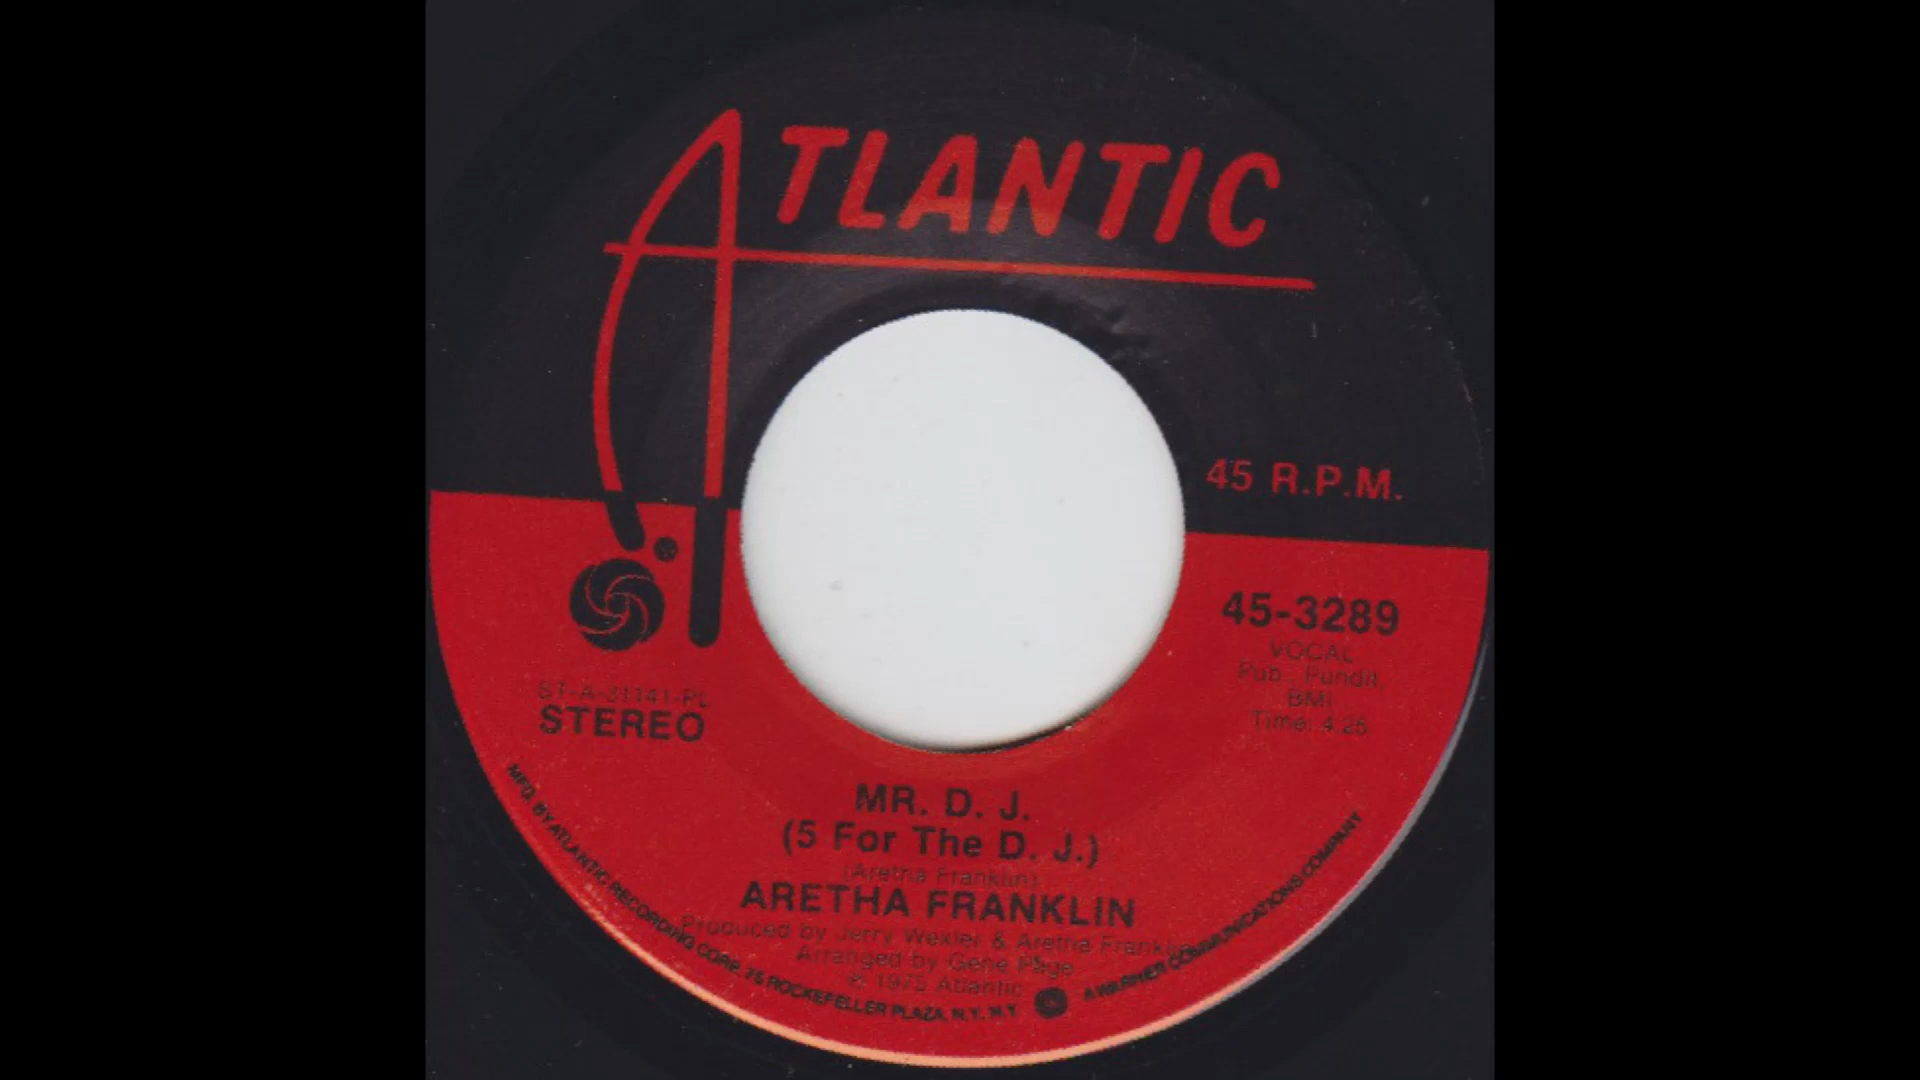 ATLANTIC
45 R.P.M.
45-3289
VOCAL
Pub., Pundit,
BMI
Time: 4:25
ST-A-31141-PL
STEREO
MR. D. J.
(5 For The D. J.)
(Aretha Franklin)
ARETHA FRANKLIN
Produced by Jerry Wexler & Aretha Franklin
Arranged by Gene Page
℗ 1975 Atlantic
MFG. BY ATLANTIC RECORDING CORP. 75 ROCKEFELLER PLAZA, N.Y. N.Y. A WARNER COMMUNICATIONS COMPANY